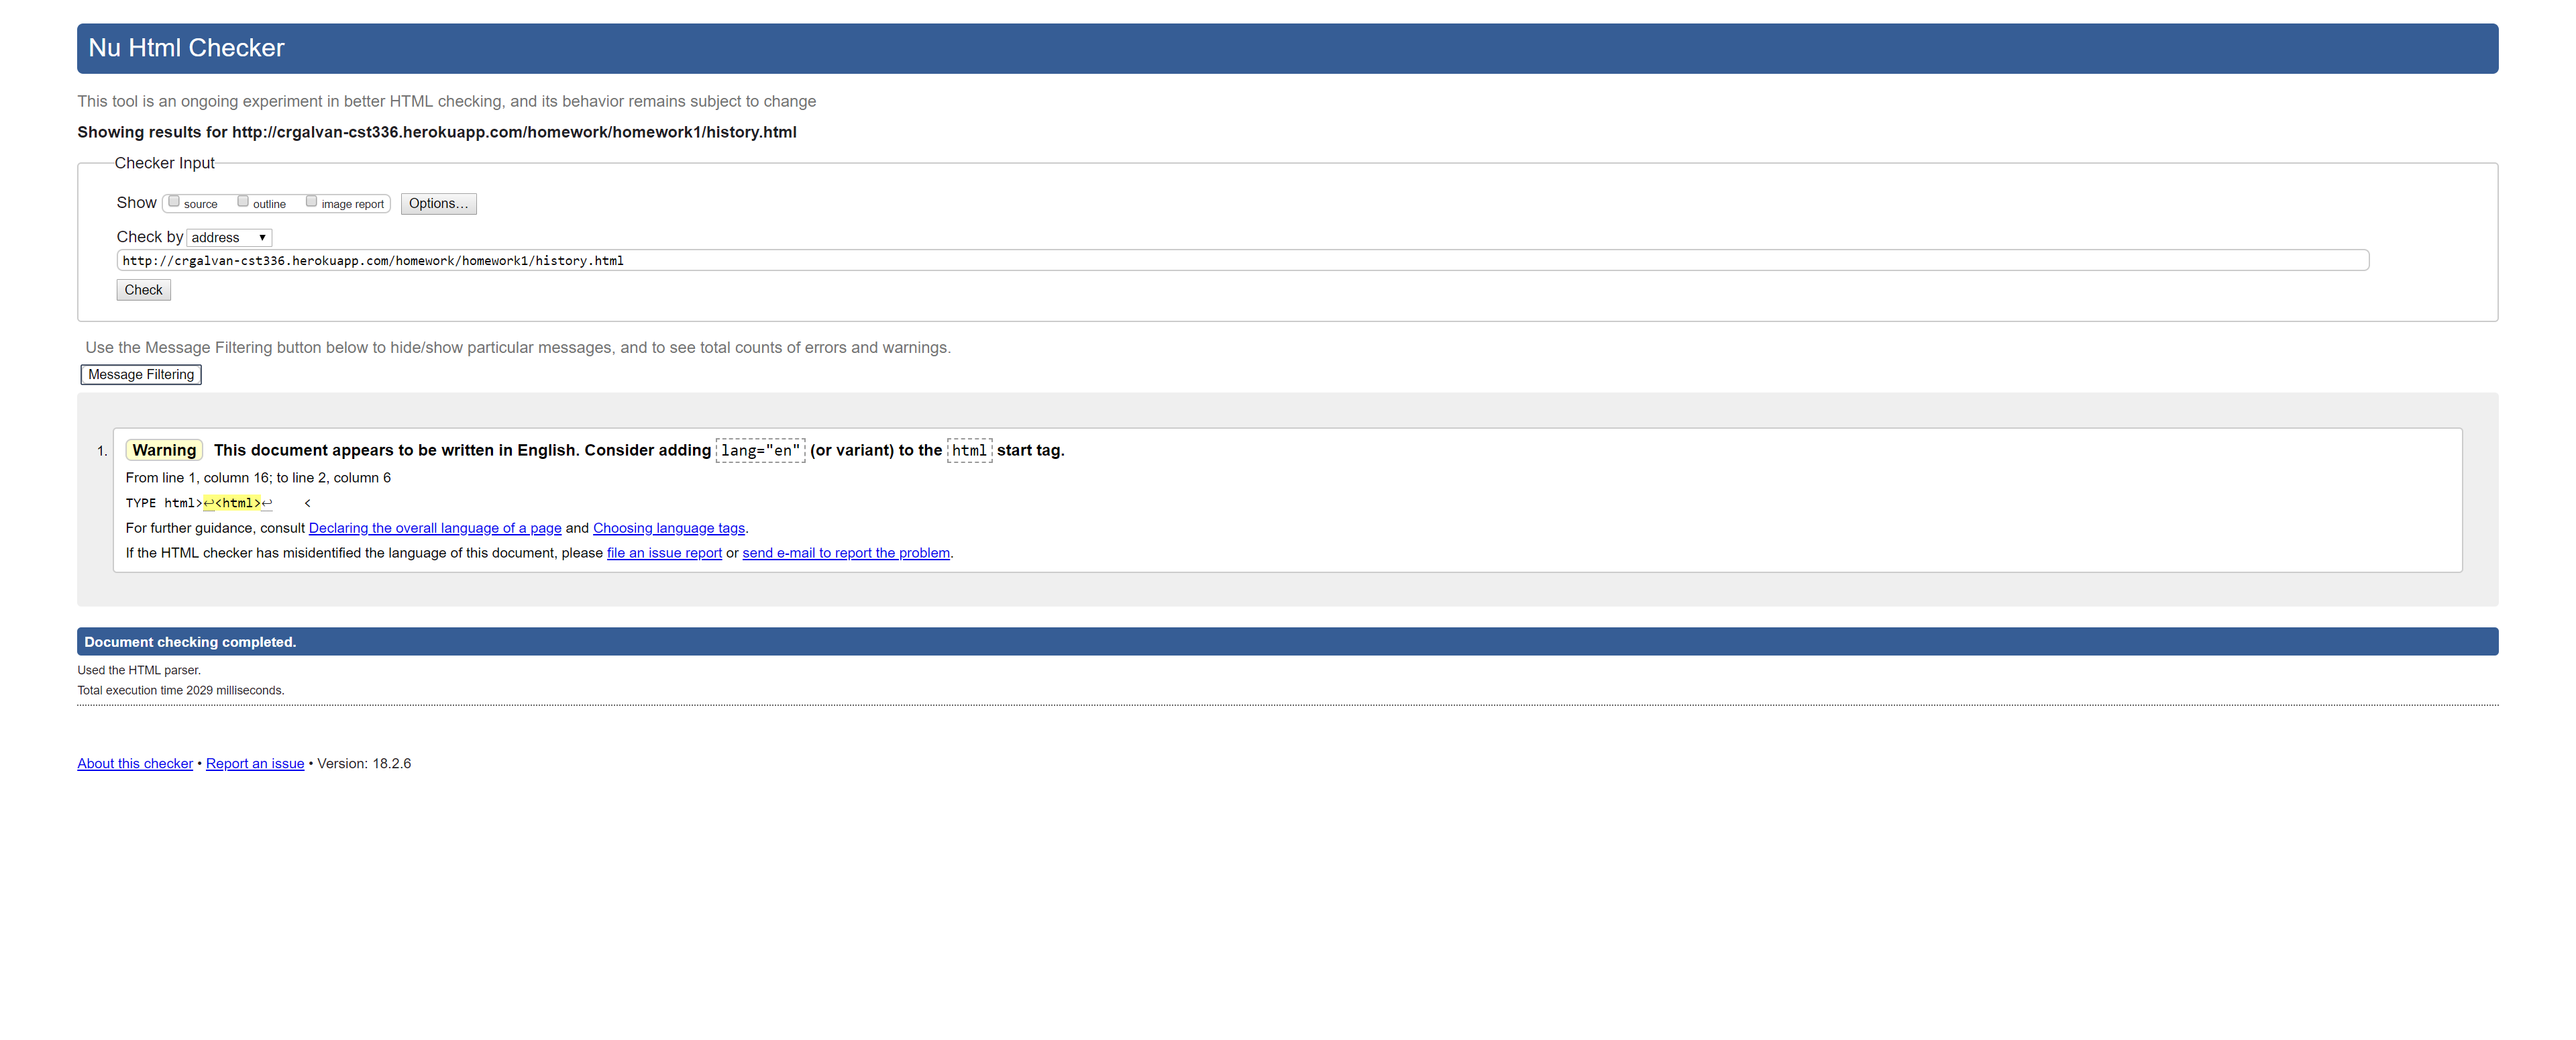 Nu Html Checker
This tool is an ongoing experiment in better HTML checking, and its behavior remains subject to change
Showing results for http://crgalvan-cst336.herokuapp.com/homework/homework1/history.html
Checker Input
Show source outline image report Options...
Check by address ▼
http://crgalvan-cst336.herokuapp.com/homework/homework1/history.html
Check
Use the Message Filtering button below to hide/show particular messages, and to see total counts of errors and warnings.
Message Filtering
1. Warning This document appears to be written in English. Consider adding lang="en" (or variant) to the html start tag.
From line 1, column 16; to line 2, column 6
TYPE html>↩<html>↩    <
For further guidance, consult Declaring the overall language of a page and Choosing language tags.
If the HTML checker has misidentified the language of this document, please file an issue report or send e-mail to report the problem.
Document checking completed.
Used the HTML parser.
Total execution time 2029 milliseconds.
About this checker • Report an issue • Version: 18.2.6